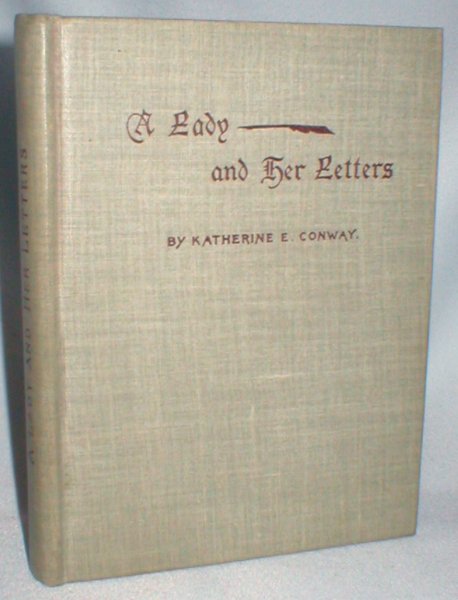 A Lady
and Her Letters
BY KATHERINE E. CONWAY.
A LADY AND HER LETTERS